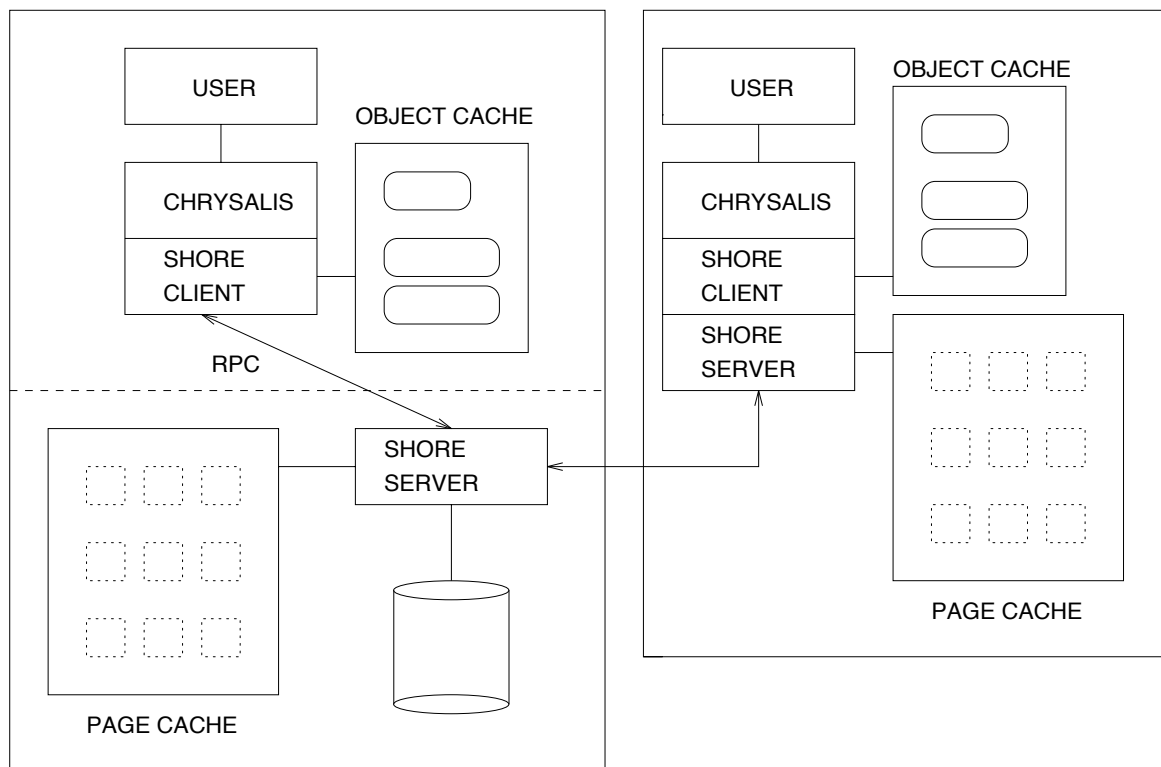 USER
OBJECT CACHE
CHRYSALIS
SHORE
CLIENT
RPC
SHORE
SERVER
PAGE CACHE
USER
OBJECT CACHE
CHRYSALIS
SHORE
CLIENT
SHORE
SERVER
PAGE CACHE